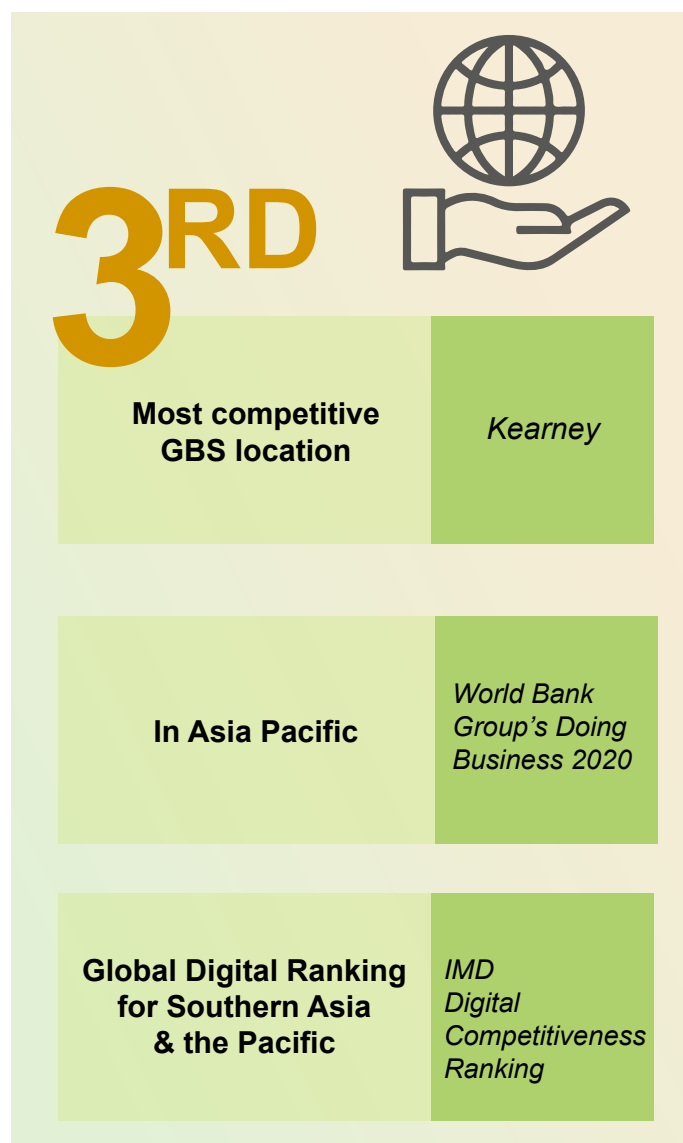 3RD
Most competitive
GBS location
Kearney
In Asia Pacific
World Bank
Group’s Doing
Business 2020
Global Digital Ranking
for Southern Asia
& the Pacific
IMD
Digital
Competitiveness
Ranking